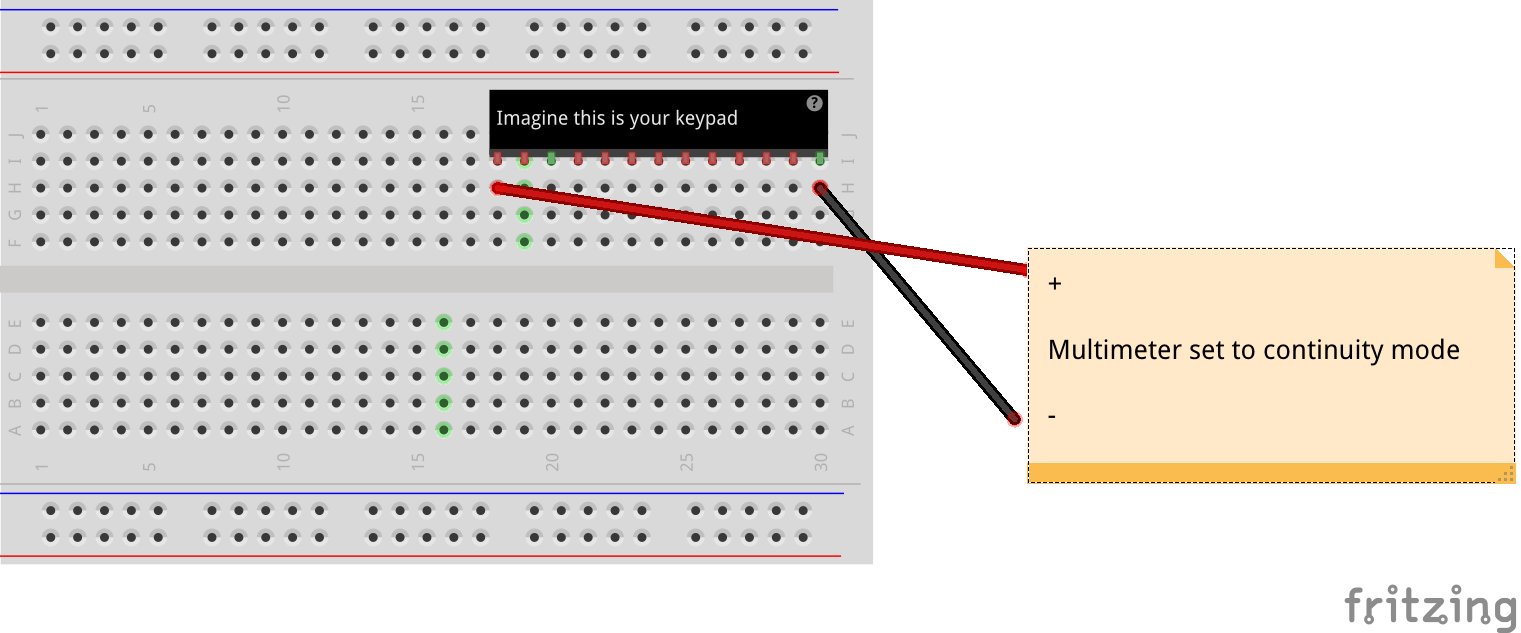 1 5 10 15
Imagine this is your keypad
?
J J
I I
H H
G G
F F
+
Multimeter set to continuity mode
-
E E
D D
C C
B B
A A
1 5 10 15 20 25 30
fritzing